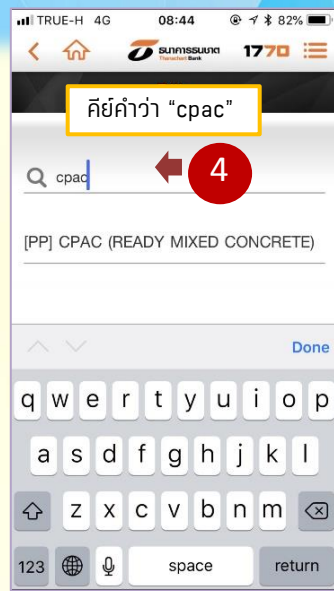 TRUE-H 4G 08:44 82%
ธนาคารธนชาต 1770
Thanachart Bank
คีย์คำว่า “cpac”
cpac 4
[PP] CPAC (READY MIXED CONCRETE)
Done
q w e r t y u i o p
a s d f g h j k l
z x c v b n m
123 space return